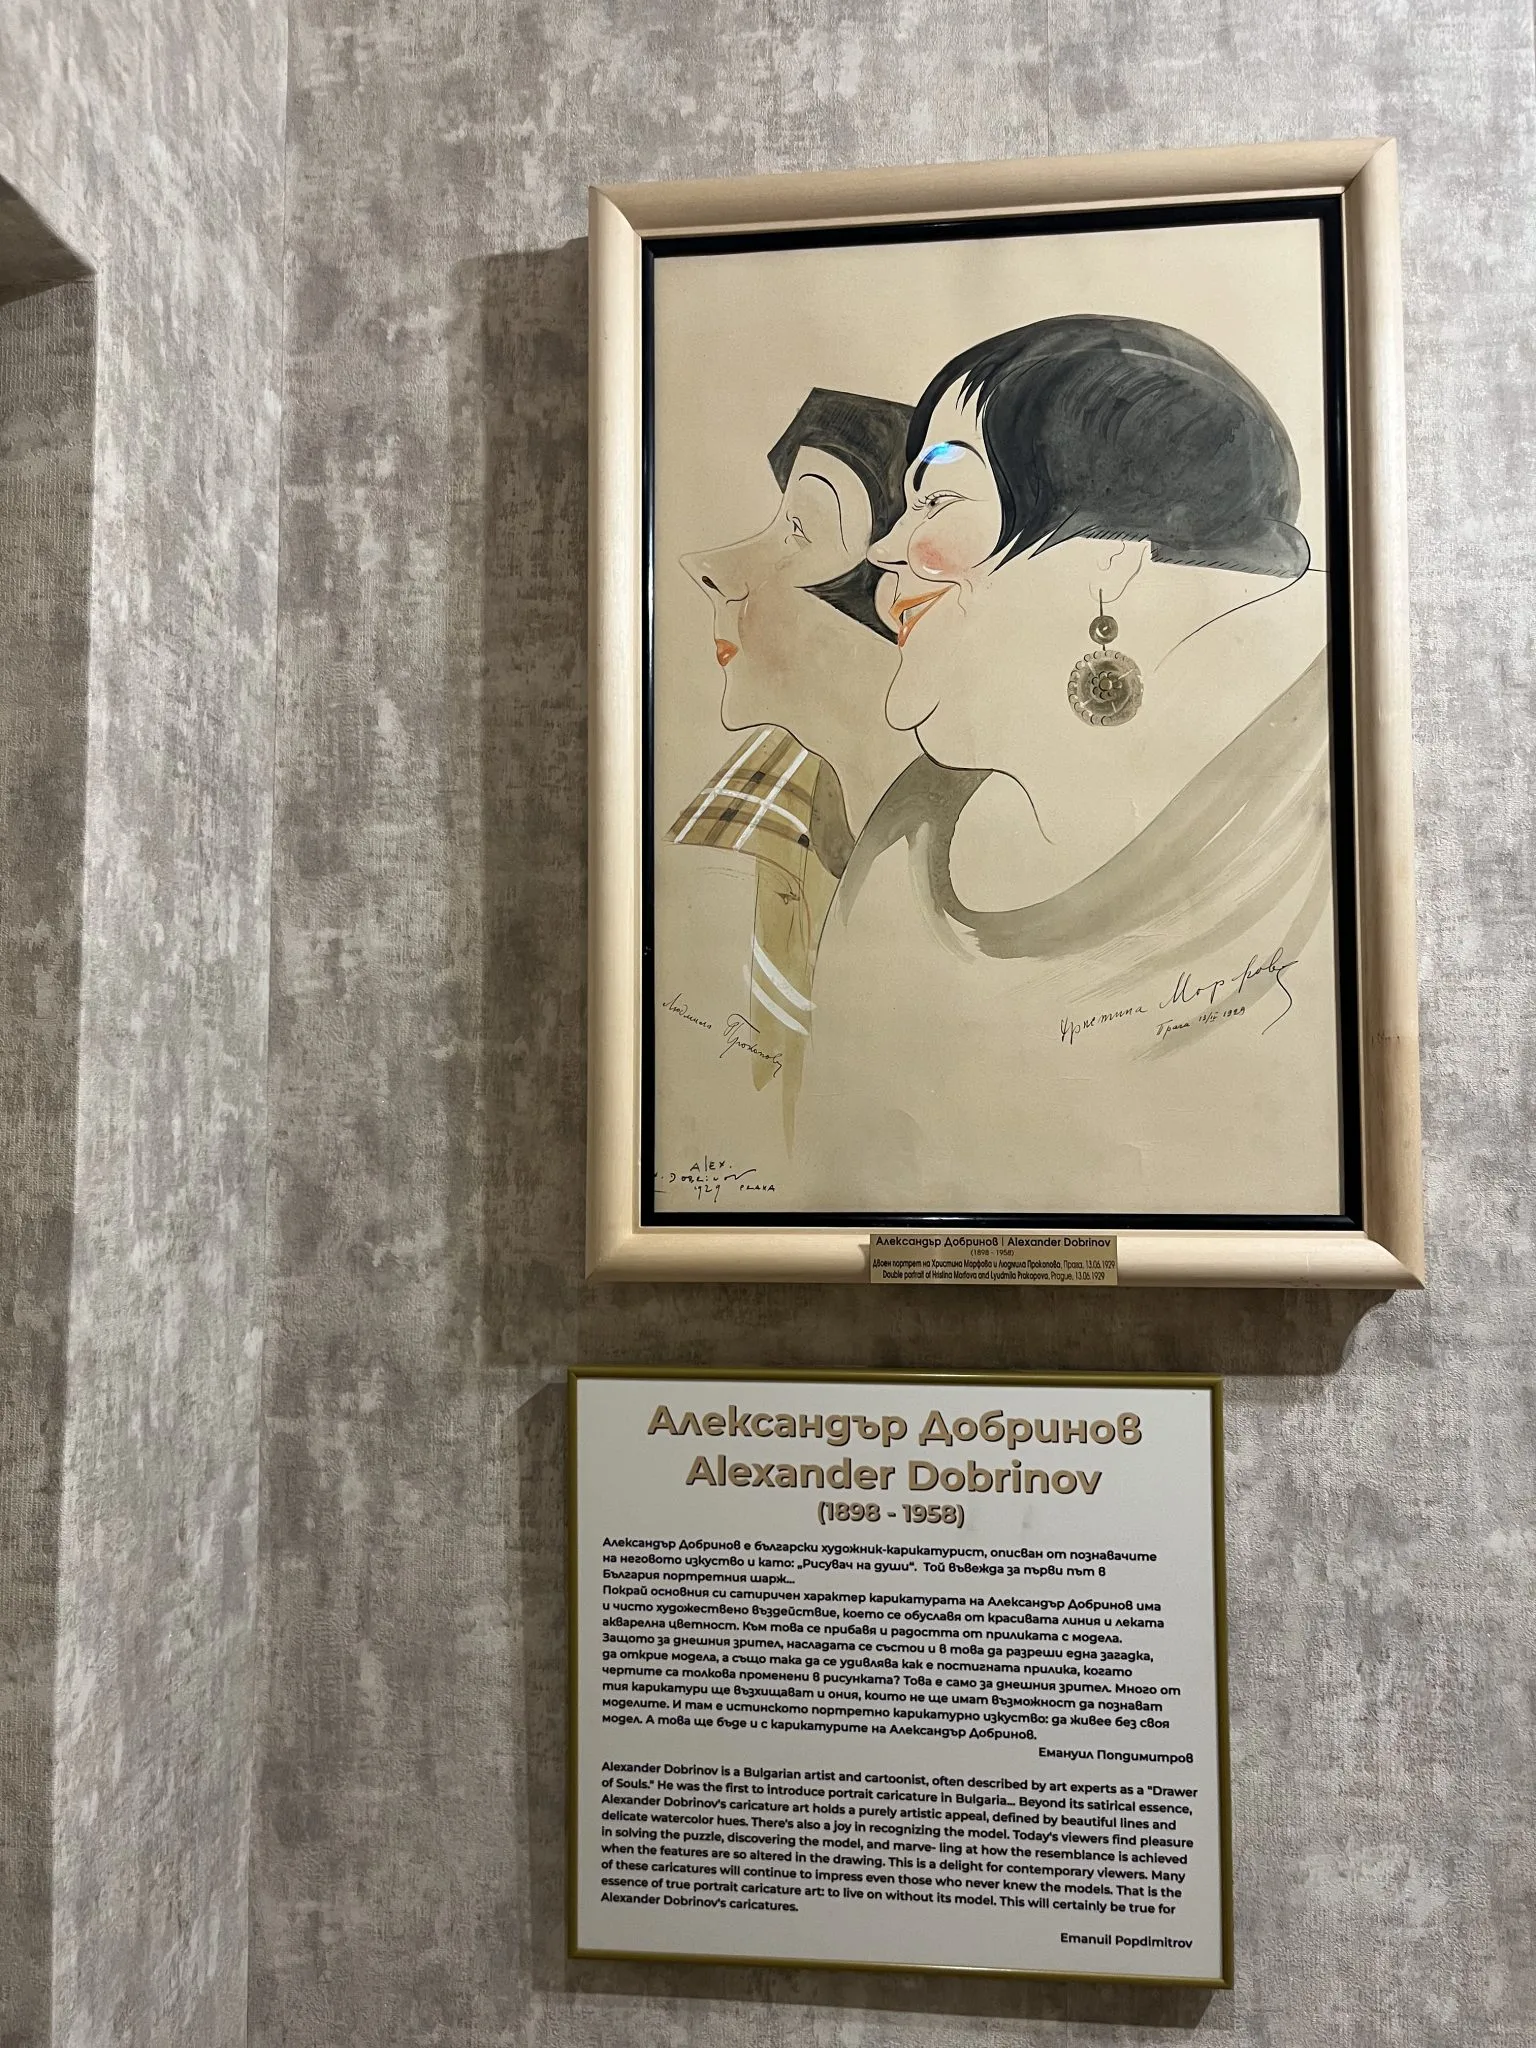 Людмила Прокопова
Христина Морфова
Прага 13/VI 1929
ALEX.
DOBRINOV
1929 PRAHA
Александър Добринов | Alexander Dobrinov
(1898 - 1958)
Двоен портрет на Христина Морфова и Людмила Прокопова, Прага, 13.06.1929
Double portrait of Hristina Morfova and Lyudmila Prokopova, Prague, 13.06.1929
Александър Добринов
Alexander Dobrinov
(1898 - 1958)
Александър Добринов е български художник-карикатурист, описван от познавачите
на неговото изкуство и като: „Рисувач на души“. Той въвежда за първи път в
България портретния шарж...
Покрай основния си сатиричен характер карикатурата на Александър Добринов има
и чисто художествено въздействие, което се обуславя от красивата линия и леката
акварелна цветност. Към това се прибавя и радостта от приликата с модела.
Защото за днешния зрител, насладата се състои и в това да разреши една загадка,
да открие модела, а също така да се удивлява как е постигната прилика, когато
чертите са толкова променени в рисунката? Това е само за днешния зрител. Много от
тия карикатури ще възхищават и ония, които не ще имат възможност да познават
моделите. И там е истинското портретно карикатурно изкуство: да живее без своя
модел. А това ще бъде и с карикатурите на Александър Добринов.
Емануил Попдимитров
Alexander Dobrinov is a Bulgarian artist and cartoonist, often described by art experts as a "Drawer
of Souls." He was the first to introduce portrait caricature in Bulgaria... Beyond its satirical essence,
Alexander Dobrinov's caricature art holds a purely artistic appeal, defined by beautiful lines and
delicate watercolor hues. There's also a joy in recognizing the model. Today's viewers find pleasure
in solving the puzzle, discovering the model, and marve- ling at how the resemblance is achieved
when the features are so altered in the drawing. This is a delight for contemporary viewers. Many
of these caricatures will continue to impress even those who never knew the models. That is the
essence of true portrait caricature art: to live on without its model. This will certainly be true for
Alexander Dobrinov's caricatures.
Emanuil Popdimitrov